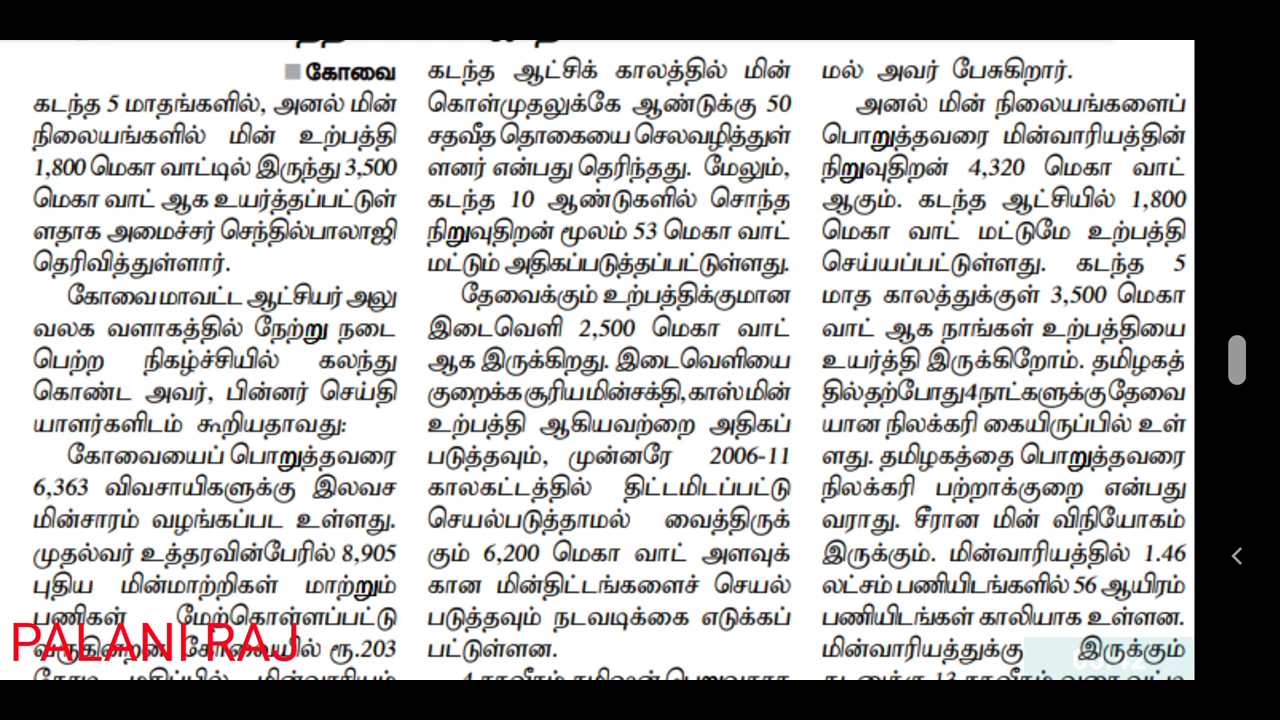 ■ கோவை
கடந்த 5 மாதங்களில், அனல் மின்
நிலையங்களில் மின் உற்பத்தி
1,800 மெகா வாட்டில் இருந்து 3,500
மெகா வாட் ஆக உயர்த்தப்பட்டுள்
ளதாக அமைச்சர் செந்தில்பாலாஜி
தெரிவித்துள்ளார்.
கோவை மாவட்ட ஆட்சியர் அலு
வலக வளாகத்தில் நேற்று நடை
பெற்ற நிகழ்ச்சியில் கலந்து
கொண்ட அவர், பின்னர் செய்தி
யாளர்களிடம் கூறியதாவது:
கோவையைப் பொறுத்தவரை
6,363 விவசாயிகளுக்கு இலவச
மின்சாரம் வழங்கப்பட உள்ளது.
முதல்வர் உத்தரவின்பேரில் 8,905
புதிய மின்மாற்றிகள் மாற்றும்
பணிகள் மேற்கொள்ளப்பட்டு
வருகின்றன. கோவையில் ரூ.203
PALANI RAJ
கடந்த ஆட்சிக் காலத்தில் மின்
கொள்முதலுக்கே ஆண்டுக்கு 50
சதவீத தொகையை செலவழித்துள்
ளனர் என்பது தெரிந்தது. மேலும்,
கடந்த 10 ஆண்டுகளில் சொந்த
நிறுவுதிறன் மூலம் 53 மெகா வாட்
மட்டும் அதிகப்படுத்தப்பட்டுள்ளது.
தேவைக்கும் உற்பத்திக்குமான
இடைவெளி 2,500 மெகா வாட்
ஆக இருக்கிறது. இடைவெளியை
குறைக்க சூரிய மின்சக்தி, காஸ் மின்
உற்பத்தி ஆகியவற்றை அதிகப்
படுத்தவும், முன்னரே 2006-11
காலகட்டத்தில் திட்டமிடப்பட்டு
செயல்படுத்தாமல் வைத்திருக்
கும் 6,200 மெகா வாட் அளவுக்
கான மின்திட்டங்களைச் செயல்
படுத்தவும் நடவடிக்கை எடுக்கப்
பட்டுள்ளன.
மல் அவர் பேசுகிறார்.
அனல் மின் நிலையங்களைப்
பொறுத்தவரை மின்வாரியத்தின்
நிறுவுதிறன் 4,320 மெகா வாட்
ஆகும். கடந்த ஆட்சியில் 1,800
மெகா வாட் மட்டுமே உற்பத்தி
செய்யப்பட்டுள்ளது. கடந்த 5
மாத காலத்துக்குள் 3,500 மெகா
வாட் ஆக நாங்கள் உற்பத்தியை
உயர்த்தி இருக்கிறோம். தமிழகத்
தில் தற்போது 4 நாட்களுக்கு தேவை
யான நிலக்கரி கையிருப்பில் உள்
ளது. தமிழகத்தை பொறுத்தவரை
நிலக்கரி பற்றாக்குறை என்பது
வராது. சீரான மின் விநியோகம்
இருக்கும். மின்வாரியத்தில் 1.46
லட்சம் பணியிடங்களில் 56 ஆயிரம்
பணியிடங்கள் காலியாக உள்ளன.
மின்வாரியத்துக்கு இருக்கும்